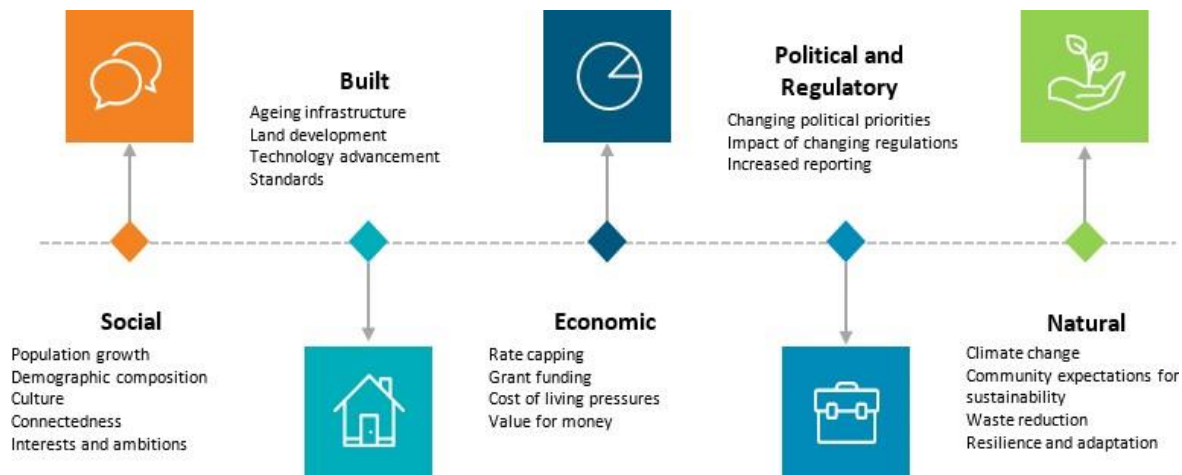 Social
Population growth
Demographic composition
Culture
Connectedness
Interests and ambitions
Built
Ageing infrastructure
Land development
Technology advancement
Standards
Economic
Rate capping
Grant funding
Cost of living pressures
Value for money
Political and
Regulatory
Changing political priorities
Impact of changing regulations
Increased reporting
Natural
Climate change
Community expectations for
sustainability
Waste reduction
Resilience and adaptation